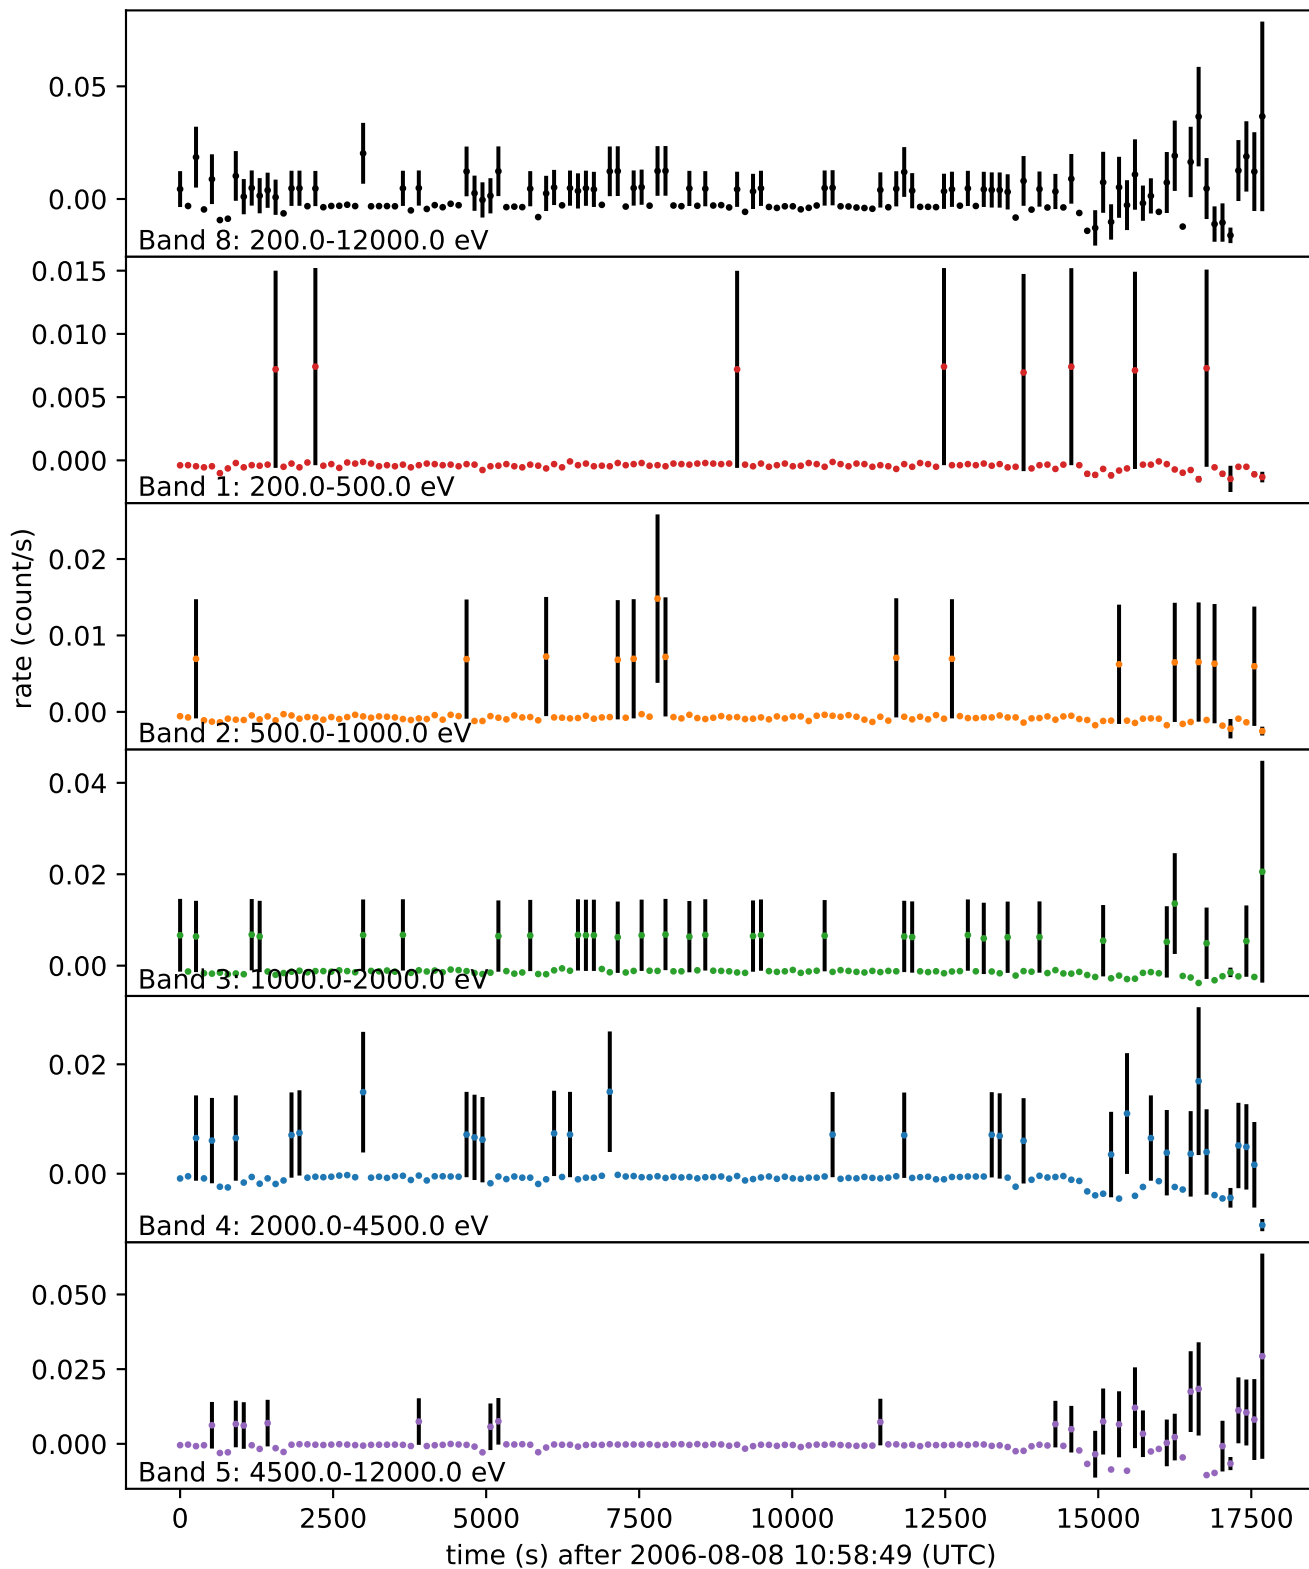 0.05
0.00
Band 8: 200.0-12000.0 eV
0.015
0.010
0.005
0.000
Band 1: 200.0-500.0 eV
rate (count/s)
0.02
0.01
0.00
Band 2: 500.0-1000.0 eV
0.04
0.02
0.00
Band 3: 1000.0-2000.0 eV
0.02
0.00
Band 4: 2000.0-4500.0 eV
0.050
0.025
0.000
Band 5: 4500.0-12000.0 eV
0 2500 5000 7500 10000 12500 15000 17500
time (s) after 2006-08-08 10:58:49 (UTC)